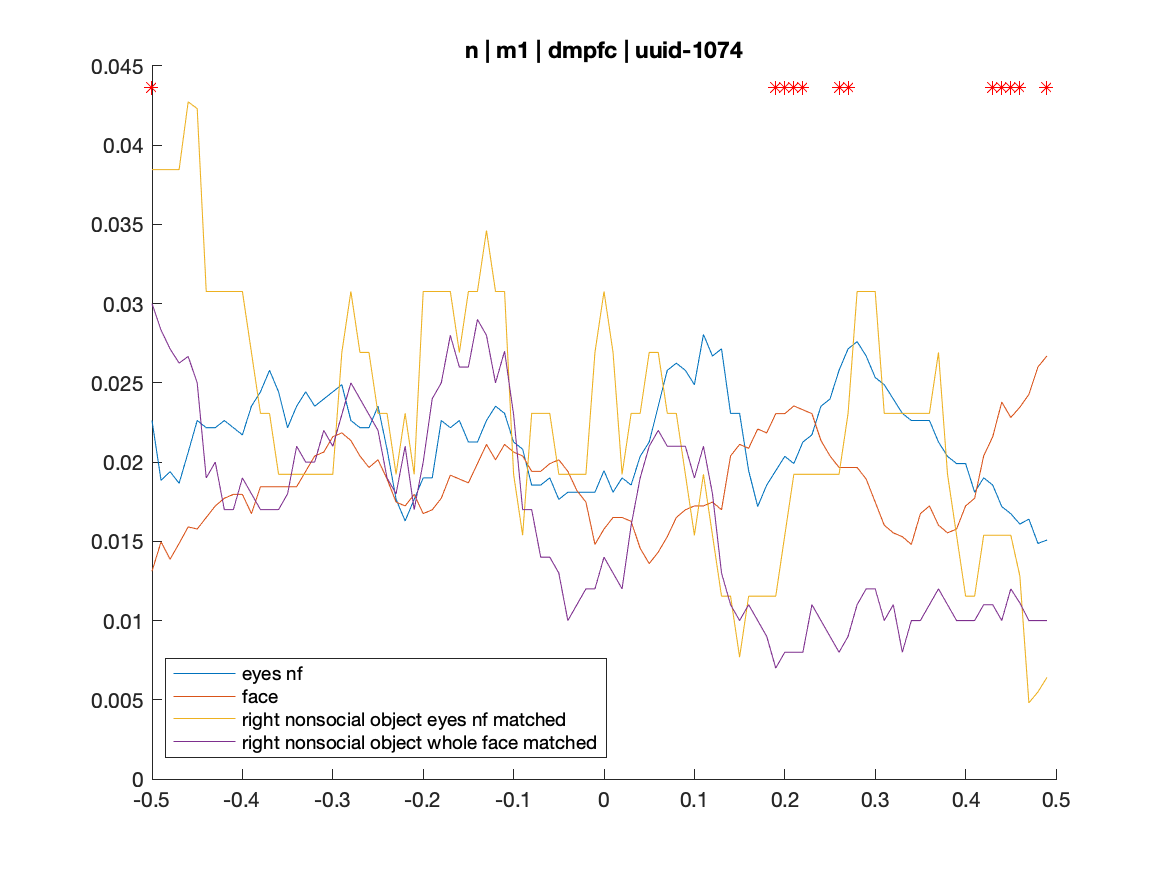 n | m1 | dmpfc | uuid-1074
0.045
0.04
0.035
0.03
0.025
0.02
0.015
0.01
0.005
0
eyes nf
face
right nonsocial object eyes nf matched
right nonsocial object whole face matched
-0.5 -0.4 -0.3 -0.2 -0.1 0 0.1 0.2 0.3 0.4 0.5